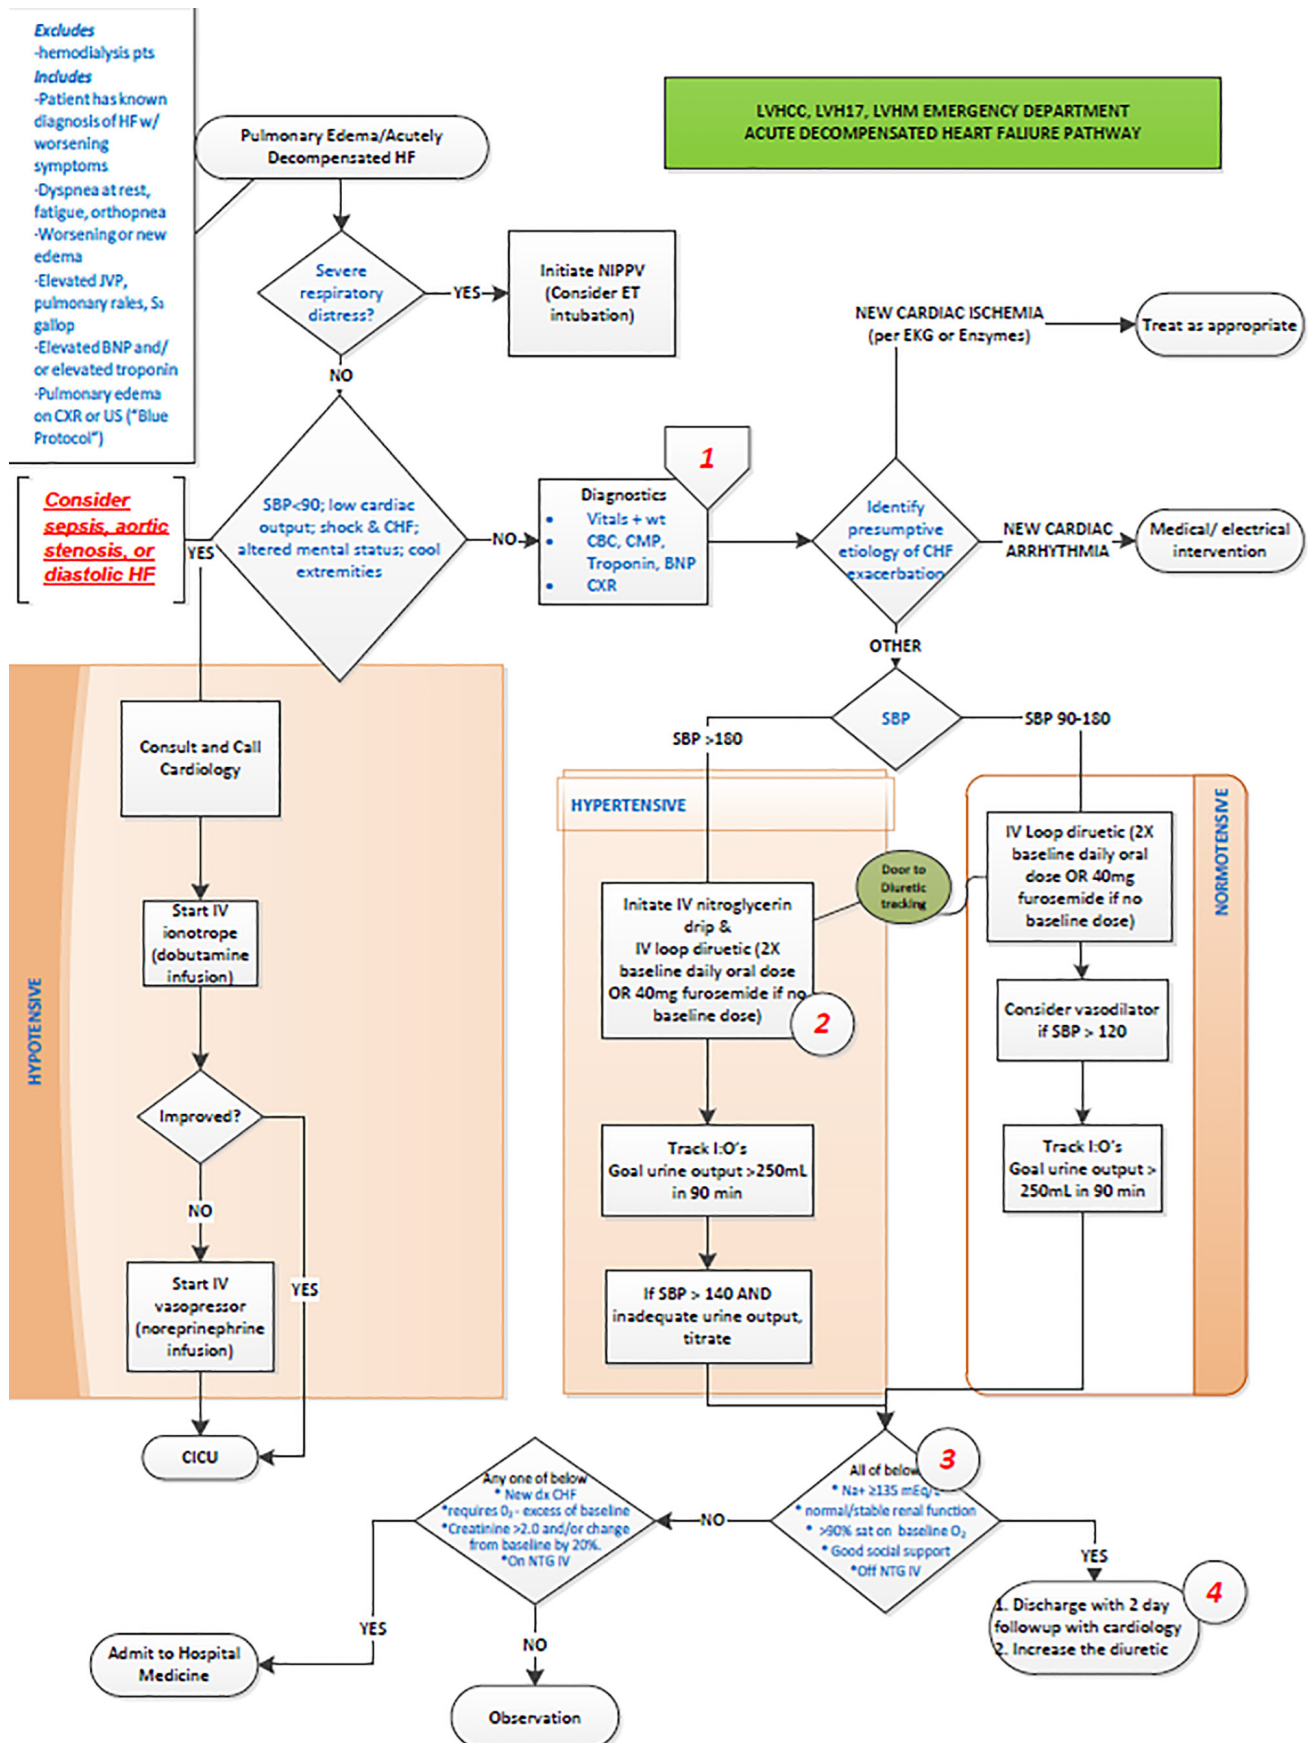 Excludes
-hemodialysis pts
Includes
-Patient has known
diagnosis of HF w/
worsening
symptoms
-Dyspnea at rest,
fatigue, orthopnea
-Worsening or new
edema
-Elevated JVP,
pulmonary rales, S₃
gallop
-Elevated BNP and/
or elevated troponin
-Pulmonary edema
on CXR or US ("Blue
Protocol")
Pulmonary Edema/Acutely
Decompensated HF
LVHCC, LVH17, LVHM EMERGENCY DEPARTMENT
ACUTE DECOMPENSATED HEART FALIURE PATHWAY
Severe
respiratory
distress?
YES
Initiate NIPPV
(Consider ET
intubation)
NO
NEW CARDIAC ISCHEMIA
(per EKG or Enzymes)
Treat as appropriate
Consider
sepsis, aortic
stenosis, or
diastolic HF
YES
SBP<90; low cardiac
output; shock & CHF;
altered mental status; cool
extremities
NO
1
Diagnostics
• Vitals + wt
• CBC, CMP,
Troponin, BNP
• CXR
Identify
presumptive
etiology of CHF
exacerbation
NEW CARDIAC
ARRHYTHMIA
Medical/ electrical
intervention
OTHER
SBP
SBP >180
SBP 90-180
HYPOTENSIVE
Consult and Call
Cardiology
Start IV
ionotrope
(dobutamine
infusion)
Improved?
NO
YES
Start IV
vasopressor
(noreprinephrine
infusion)
CICU
HYPERTENSIVE
Initate IV nitroglycerin
drip &
IV loop diruetic (2X
baseline daily oral dose
OR 40mg furosemide if no
baseline dose)
2
Door to
Diuretic
tracking
Track I:O's
Goal urine output >250mL
in 90 min
If SBP > 140 AND
inadequate urine output,
titrate
NORMOTENSIVE
IV Loop diruetic (2X
baseline daily oral
dose OR 40mg
furosemide if no
baseline dose)
Consider vasodilator
if SBP > 120
Track I:O's
Goal urine output >
250mL in 90 min
3
All of below
* Na+ ≥135 mEq/L
* normal/stable renal function
* >90% sat on baseline O₂
* Good social support
*Off NTG IV
NO
YES
Any one of below
* New dx CHF
*requires 0₂ - excess of baseline
*Creatinine >2.0 and/or change
from baseline by 20%.
*On NTG IV
YES
NO
4
1. Discharge with 2 day
followup with cardiology
2. Increase the diuretic
Admit to Hospital
Medicine
Observation